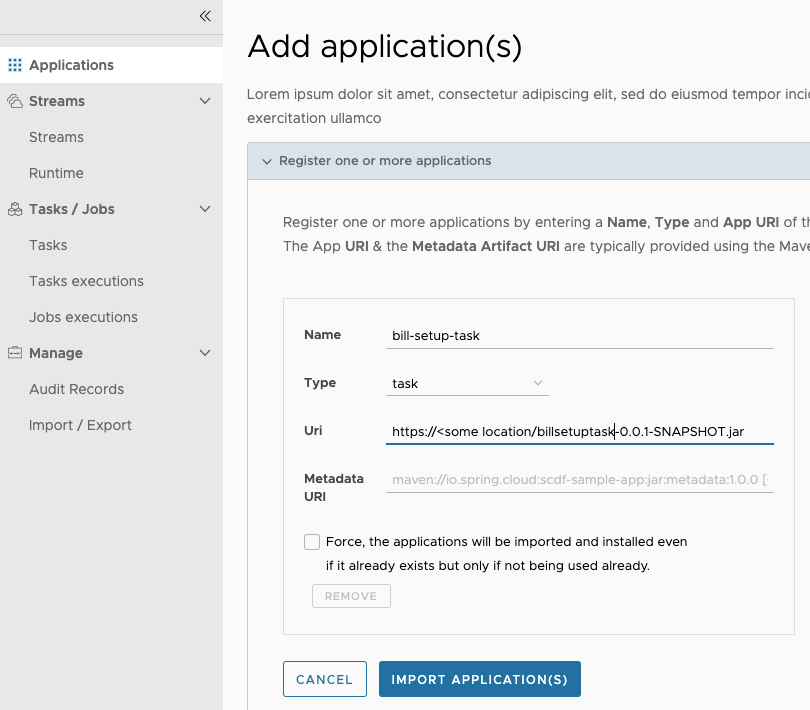 Applications
Streams
Streams
Runtime
Tasks / Jobs
Tasks
Tasks executions
Jobs executions
Manage
Audit Records
Import / Export
Add application(s)
Lorem ipsum dolor sit amet, consectetur adipiscing elit, sed do eiusmod tempor inci
exercitation ullamco
Register one or more applications
Register one or more applications by entering a Name, Type and App URI of th
The App URI & the Metadata Artifact URI are typically provided using the Mave
Name
bill-setup-task
Type
task
Uri
https://<some location/billsetuptask-0.0.1-SNAPSHOT.jar
Metadata
URI
maven://io.spring.cloud:scdf-sample-app:jar:metadata:1.0.0 [
Force, the applications will be imported and installed even
if it already exists but only if not being used already.
REMOVE
CANCEL
IMPORT APPLICATION(S)